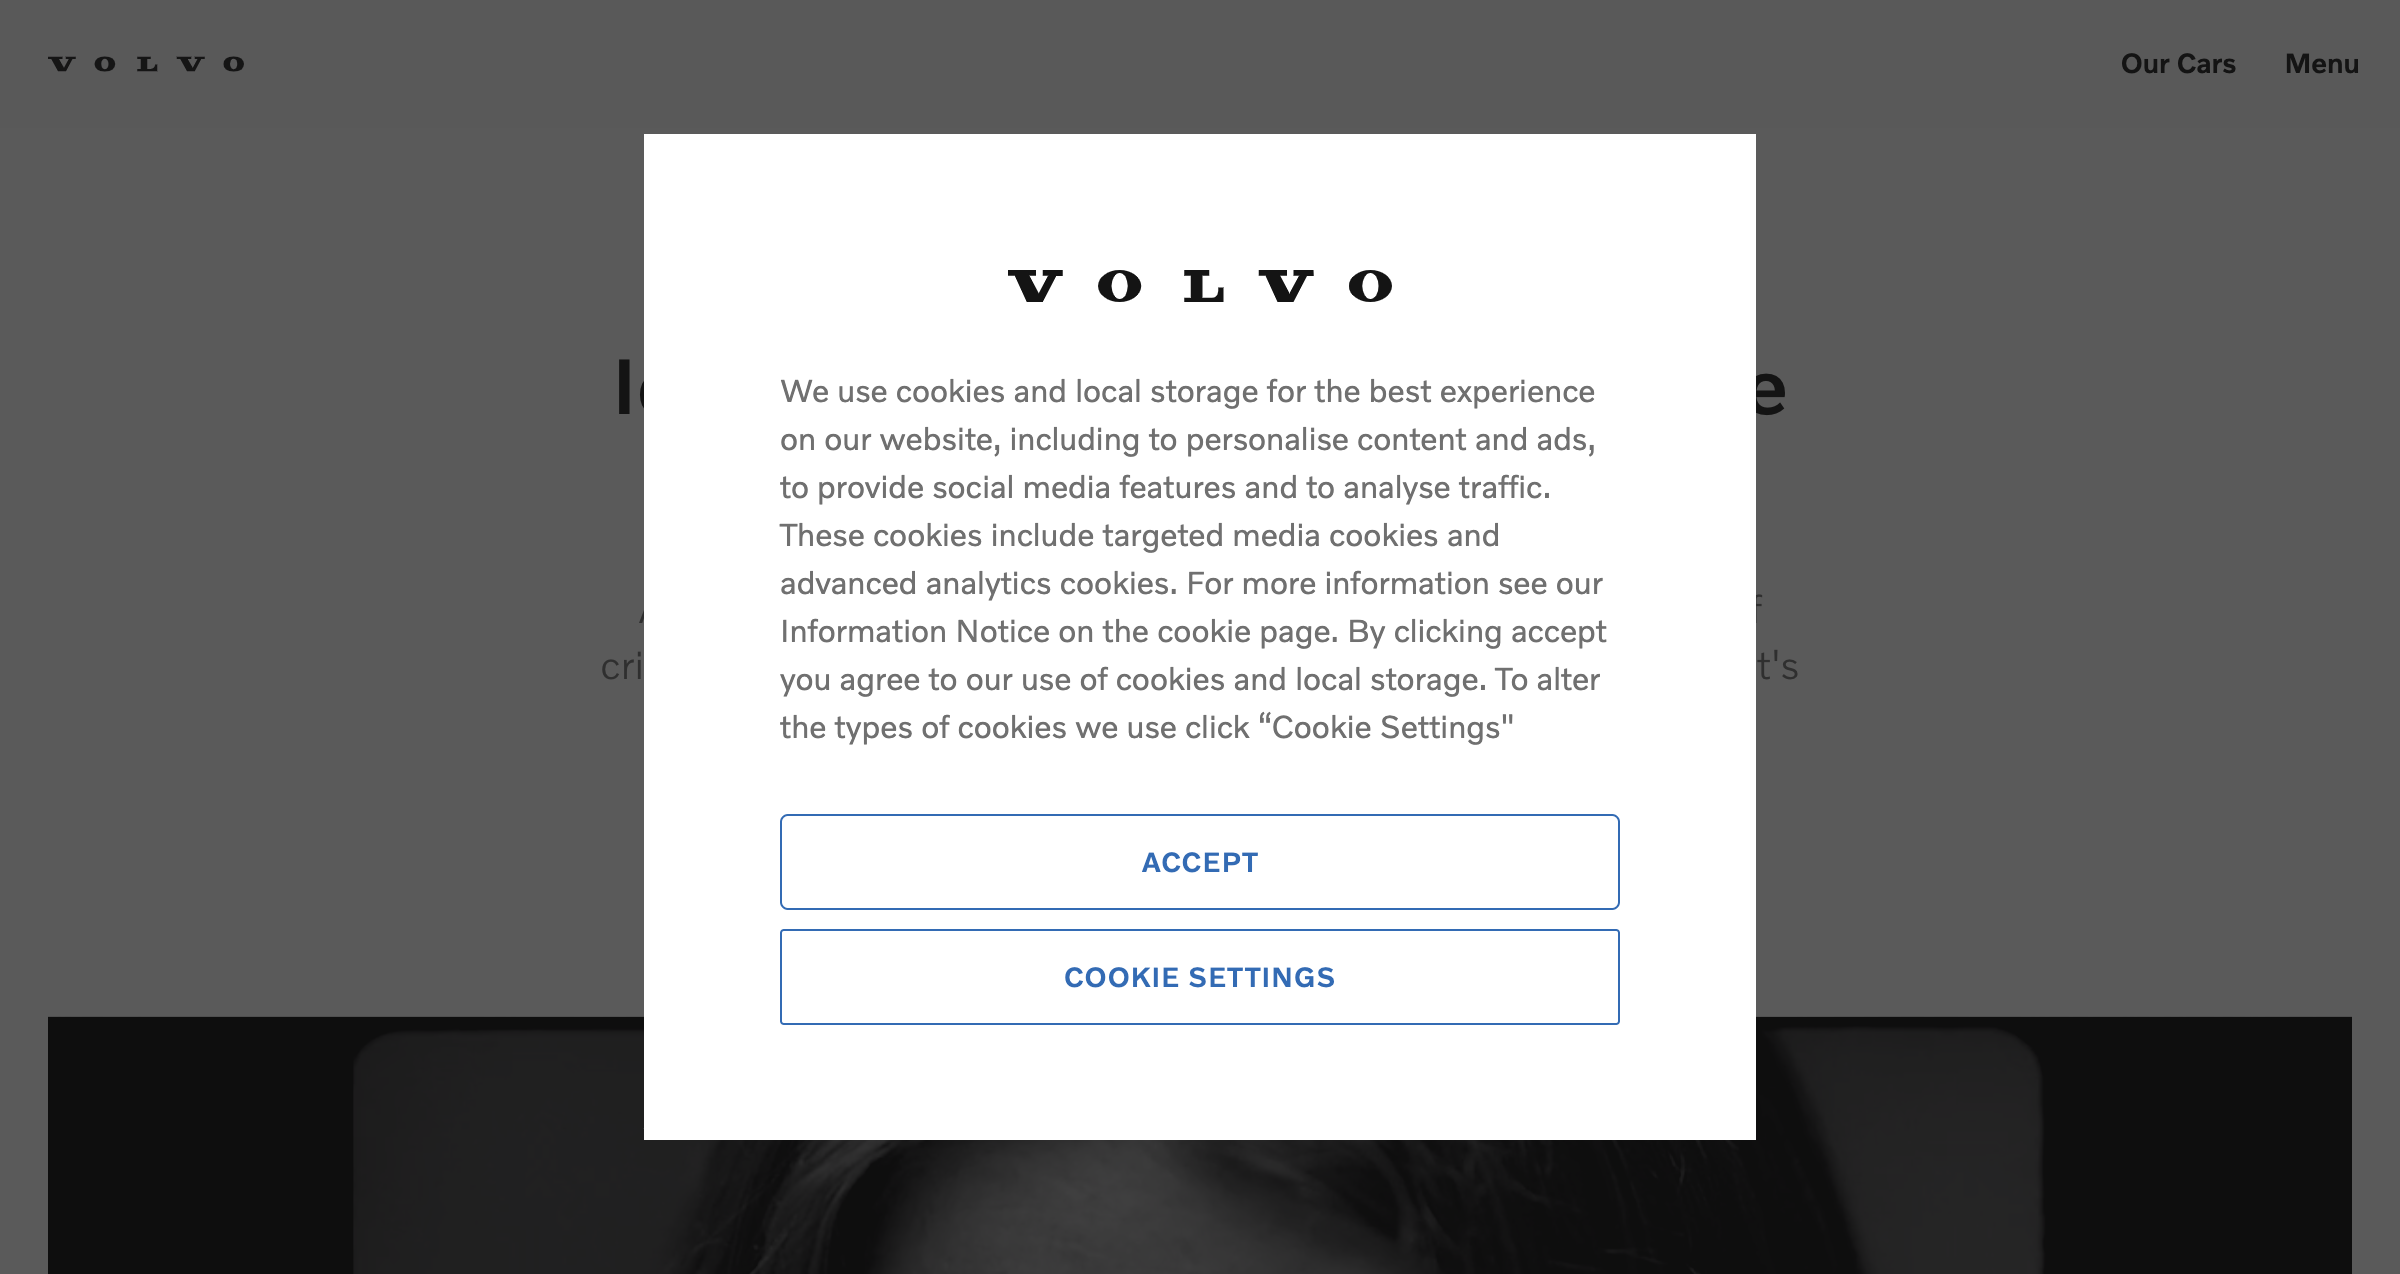 VOLVO
Our Cars Menu
VOLVO
We use cookies and local storage for the best experience
on our website, including to personalise content and ads,
to provide social media features and to analyse traffic.
These cookies include targeted media cookies and
advanced analytics cookies. For more information see our
Information Notice on the cookie page. By clicking accept
you agree to our use of cookies and local storage. To alter
the types of cookies we use click “Cookie Settings"
ACCEPT
COOKIE SETTINGS